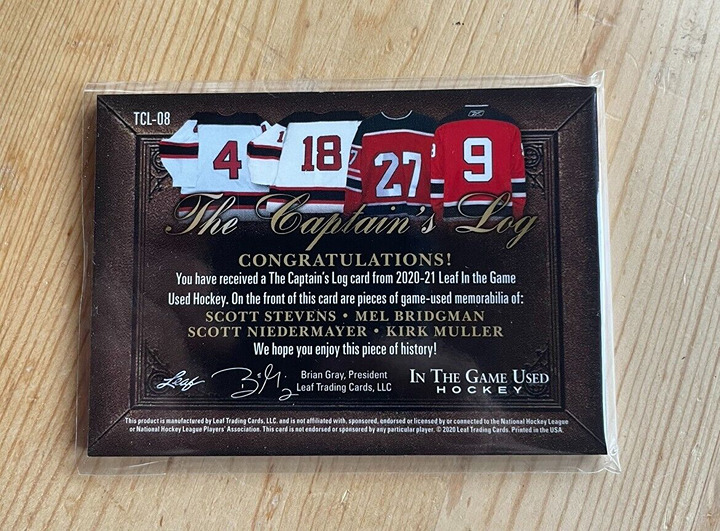 TCL-08
4 18 27 9
The Captain's Log
CONGRATULATIONS!
You have received a The Captain's Log card from 2020-21 Leaf In the Game
Used Hockey. On the front of this card are pieces of game-used memorabilia of:
SCOTT STEVENS • MEL BRIDGMAN
SCOTT NIEDERMAYER • KIRK MULLER
We hope you enjoy this piece of history!
Leaf
Brian Gray, President
Leaf Trading Cards, LLC
IN THE GAME USED
HOCKEY
This product is manufactured by Leaf Trading Cards, LLC. and is not affiliated with, sponsored, endorsed or licensed by or connected to the National Hockey League
or National Hockey League Players' Association. This card is not endorsed or sponsored by any particular player. © 2020 Leaf Trading Cards. Printed in the USA.